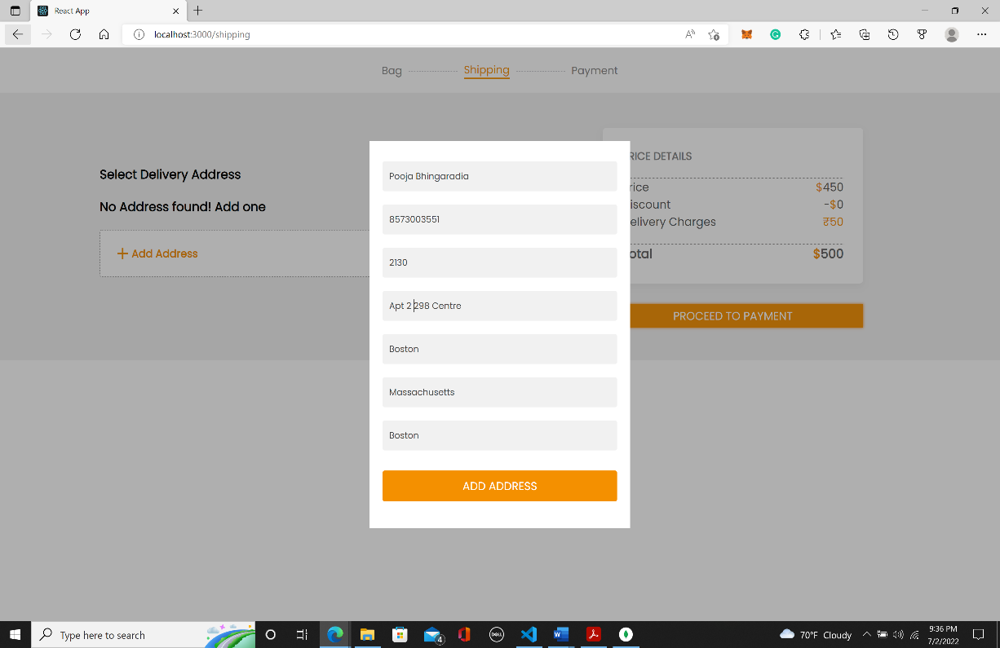 React App
localhost:3000/shipping
Bag Shipping Payment
Select Delivery Address
No Address found! Add one
Add Address
Pooja Bhingaradia
8573003551
2130
Apt 2 298 Centre
Boston
Massachusetts
Boston
ADD ADDRESS
RICE DETAILS
rice $450
iscount -$0
elivery Charges ₹50
otal $500
PROCEED TO PAYMENT
Type here to search
DELL
4
70°F Cloudy
9:36 PM
7/2/2022